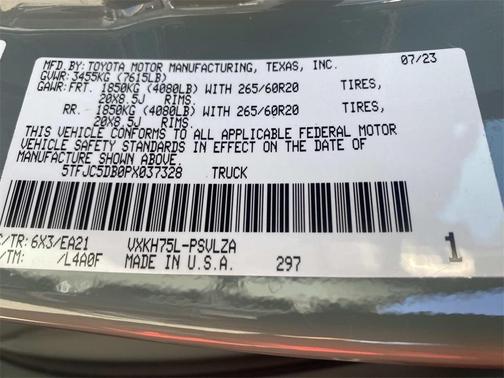 MFD.BY: TOYOTA MOTOR MANUFACTURING, TEXAS, INC. 07/23
GVWR: 3455KG (7615LB)
GAWR: FRT. 1850KG (4080LB) WITH 265/60R20 TIRES,
20X8.5J RIMS.
RR. 1850KG (4080LB) WITH 265/60R20 TIRES,
20X8.5J RIMS.
THIS VEHICLE CONFORMS TO ALL APPLICABLE FEDERAL MOTOR
VEHICLE SAFETY STANDARDS IN EFFECT ON THE DATE OF
MANUFACTURE SHOWN ABOVE.
5TFJC5DB0PX037328 TRUCK
C/TR: 6X3/EA21 VXKH75L-PSVLZA 1
/TM: /L4A0F MADE IN U.S.A. 297